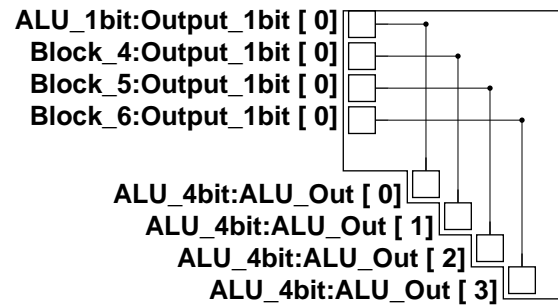 ALU_1bit:Output_1bit [ 0]
Block_4:Output_1bit [ 0]
Block_5:Output_1bit [ 0]
Block_6:Output_1bit [ 0]
ALU_4bit:ALU_Out [ 0]
ALU_4bit:ALU_Out [ 1]
ALU_4bit:ALU_Out [ 2]
ALU_4bit:ALU_Out [ 3]